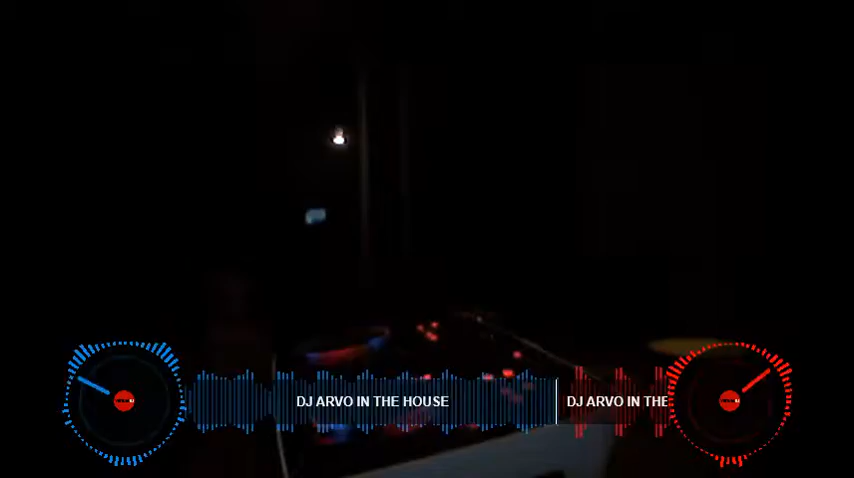 DJ ARVO IN THE HOUSE
DJ ARVO IN THE